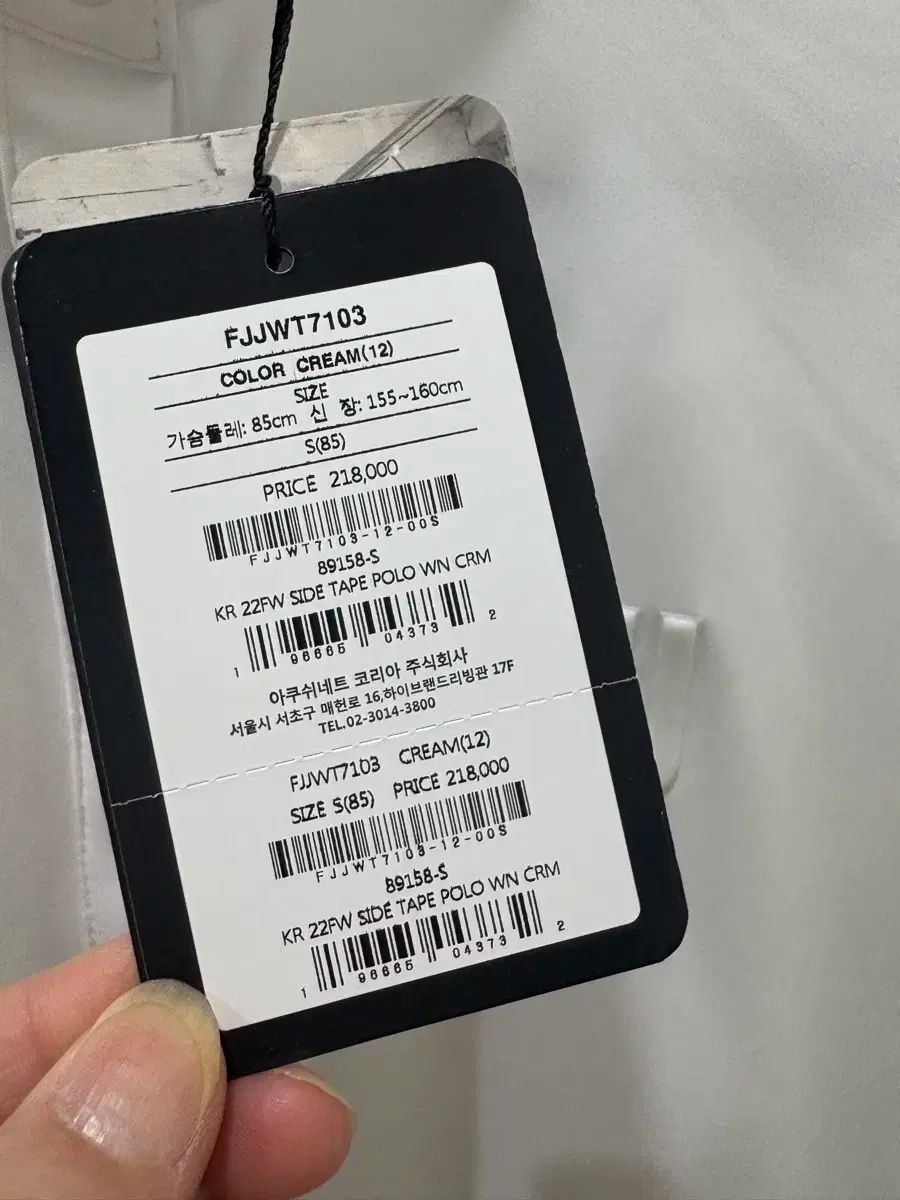 FJJWT7103
COLOR CREAM(12)
SIZE
가슴둘레: 85cm 신 장: 155~160cm
S(85)
PRICE 218,000
FJJWT7103-12-00S
89158-S
KR 22FW SIDE TAPE POLO WN CRM
1 96665 04373 2
아쿠쉬네트 코리아 주식회사
서울시 서초구 매헌로 16,하이브랜드리빙관 17F
TEL.02-3014-3800
FJJWT7103 CREAM(12)
SIZE S(85) PRICE 218,000
FJJWT7103-12-00S
89158-S
KR 22FW SIDE TAPE POLO WN CRM
1 96665 04373 2